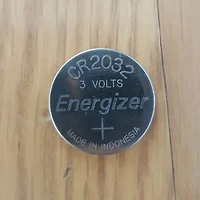 CR2032
3 VOLTS
Energizer
+
MADE IN INDONESIA